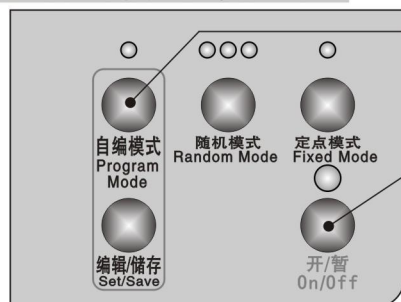 自编模式
Program
Mode
随机模式
Random Mode
定点模式
Fixed Mode
编辑/储存
Set/Save
开/暂
On/Off